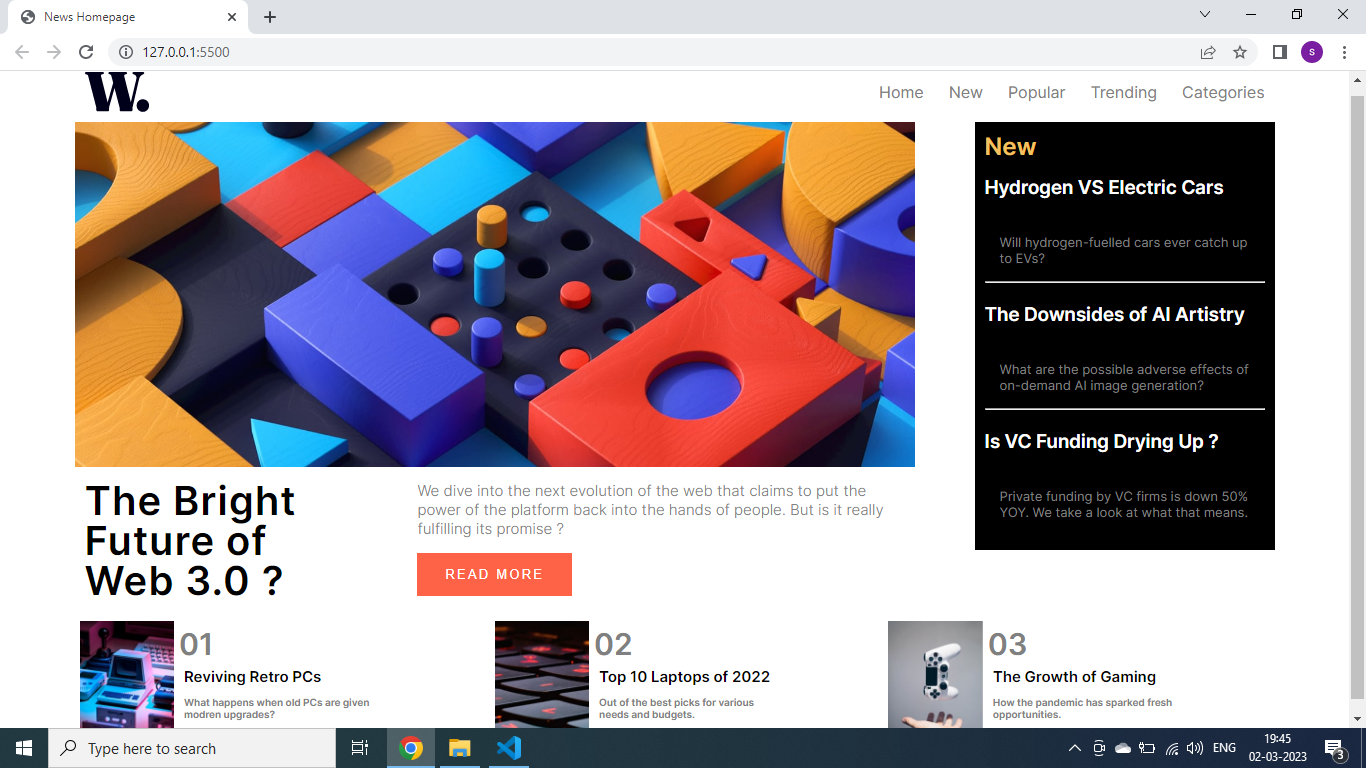 News Homepage
127.0.0.1:5500
S
W.
Home New Popular Trending Categories
New
Hydrogen VS Electric Cars
Will hydrogen-fuelled cars ever catch up
to EVs?
The Downsides of AI Artistry
What are the possible adverse effects of
on-demand AI image generation?
Is VC Funding Drying Up ?
Private funding by VC firms is down 50%
YOY. We take a look at what that means.
The Bright
Future of
Web 3.0 ?
We dive into the next evolution of the web that claims to put the
power of the platform back into the hands of people. But is it really
fulfilling its promise ?
READ MORE
01
Reviving Retro PCs
What happens when old PCs are given
modren upgrades?
02
Top 10 Laptops of 2022
Out of the best picks for various
needs and budgets.
03
The Growth of Gaming
How the pandemic has sparked fresh
opportunities.
Type here to search
ENG
19:45
02-03-2023
3